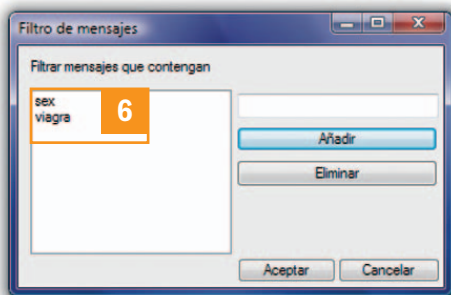 Filtro de mensajes
Filtrar mensajes que contengan
sex
viagra
6
Añadir
Eliminar
Aceptar
Cancelar